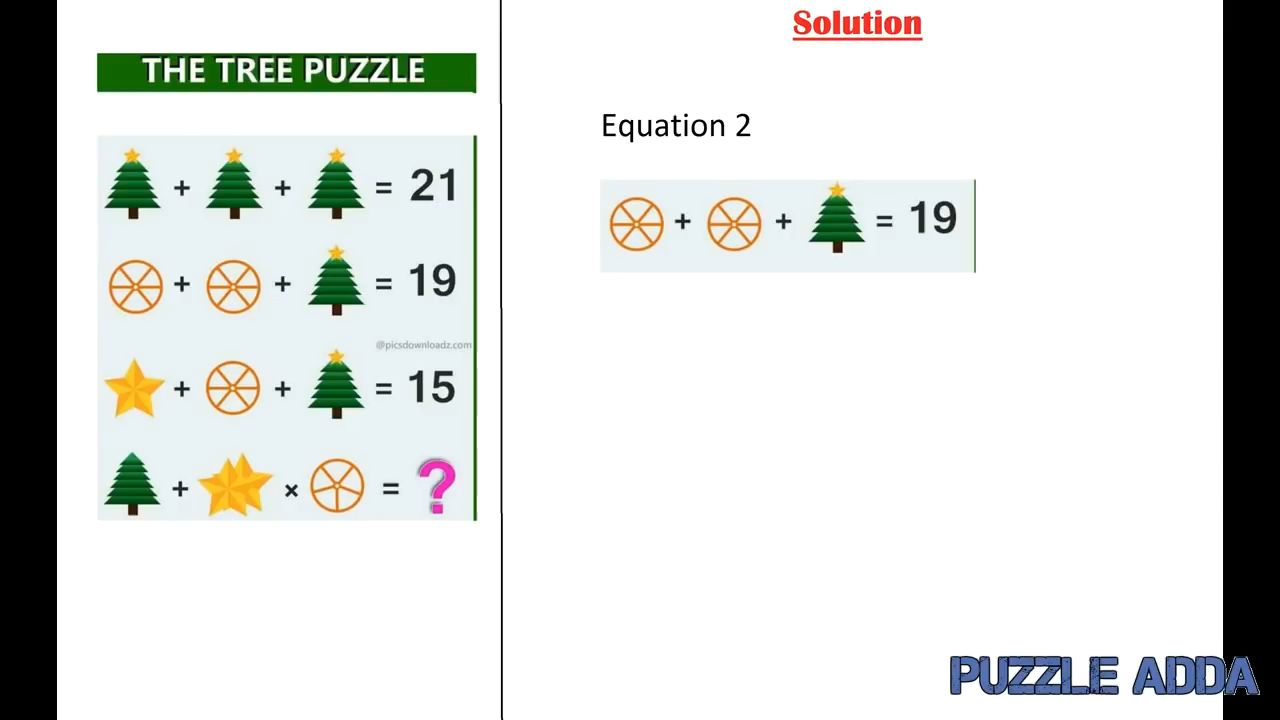 Solution
THE TREE PUZZLE
+ + = 21
+ + = 19
@picsdownloadz.com
+ + = 15
+ × = ?
Equation 2
+ + = 19
PUZZLE ADDA